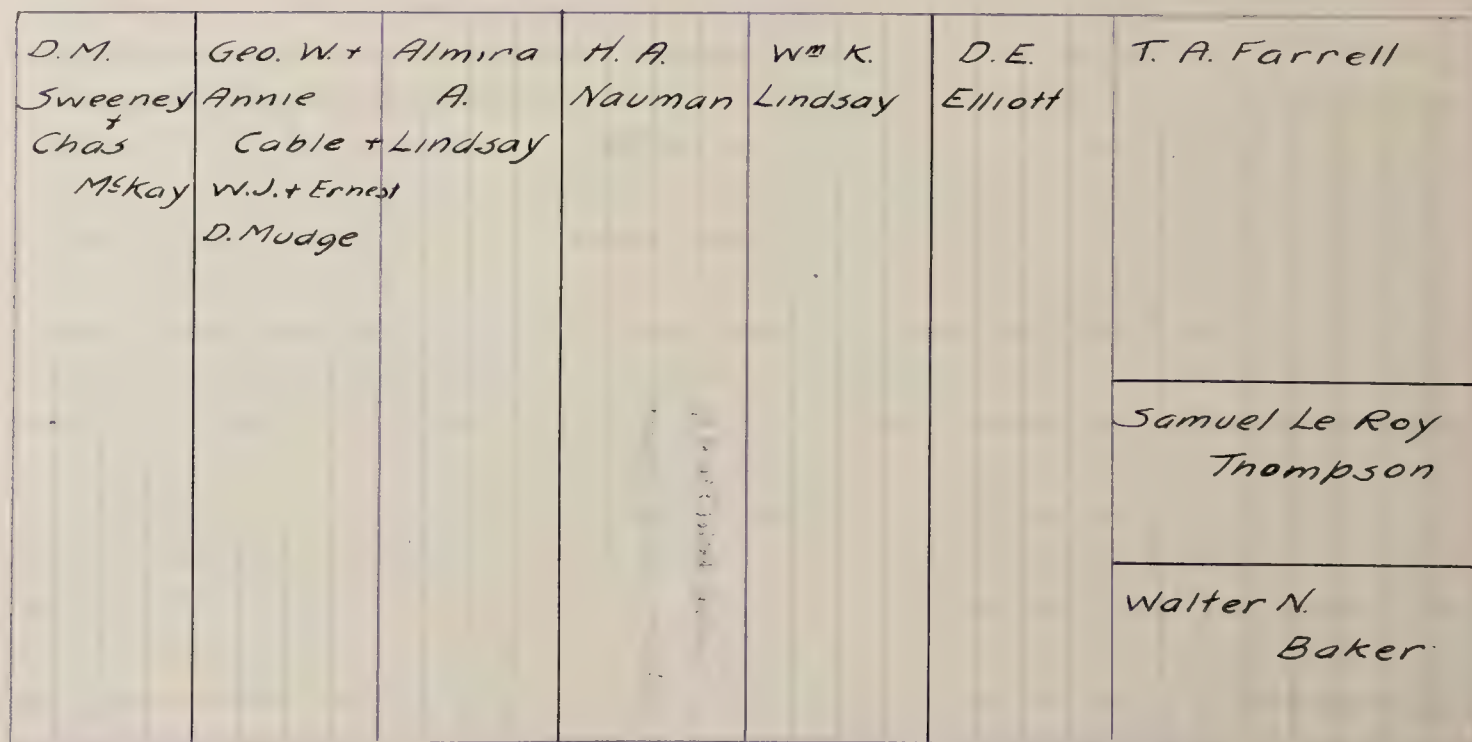 D.M.
Sweeney
+
Chas
McKay
Geo. W. +
Annie
Cable +
W.J. + Ernest
D. Mudge
Almira
A.
Lindsay
H. A.
Nauman
Wm K.
Lindsay
D. E.
Elliott
T. A. Farrell
Samuel Le Roy
Thompson
Walter N.
Baker